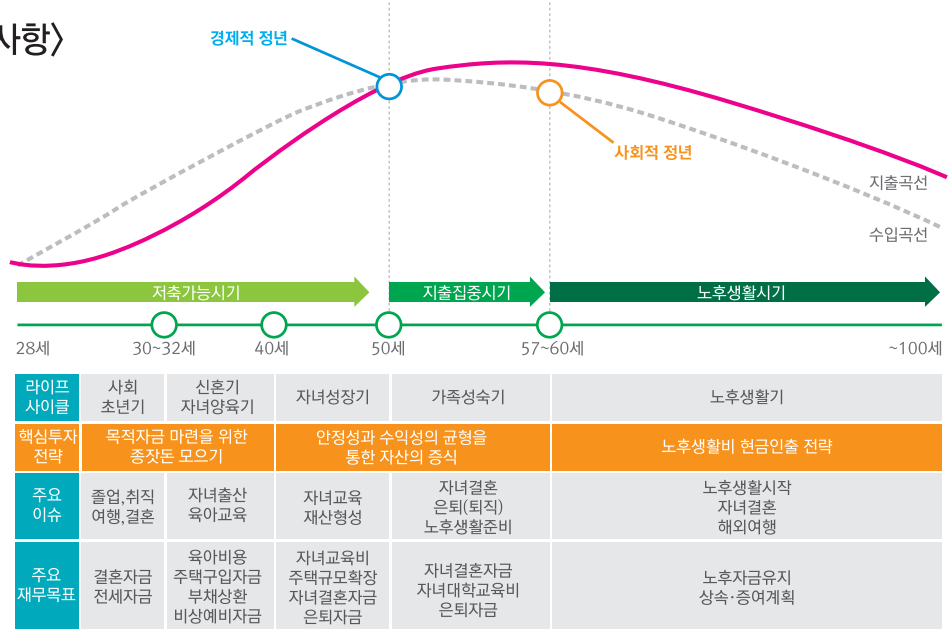 사항〉
경제적 정년
사회적 정년
지출곡선
수입곡선
저축가능시기
지출집중시기
노후생활시기
28세
30~32세
40세
50세
57~60세
~100세
라이프
사이클
사회
초년기
신혼기
자녀양육기
자녀성장기
가족성숙기
노후생활기
핵심투자
전략
목적자금 마련을 위한
종잣돈 모으기
안정성과 수익성의 균형을
통한 자산의 증식
노후생활비 현금인출 전략
주요
이슈
졸업,취직
여행,결혼
자녀출산
육아교육
자녀교육
재산형성
자녀결혼
은퇴(퇴직)
노후생활준비
노후생활시작
자녀결혼
해외여행
주요
재무목표
결혼자금
전세자금
육아비용
주택구입자금
부채상환
비상예비자금
자녀교육비
주택규모확장
자녀결혼자금
은퇴자금
자녀결혼자금
자녀대학교육비
은퇴자금
노후자금유지
상속·증여계획